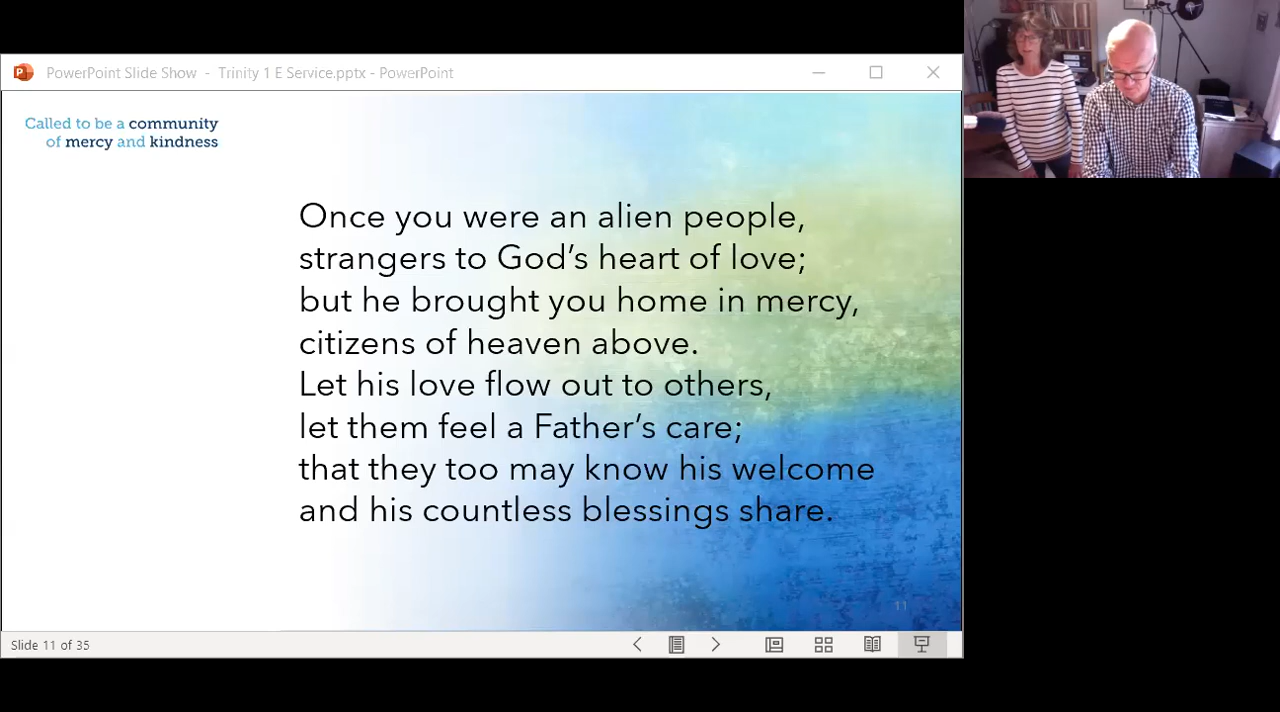 PowerPoint Slide Show - Trinity 1 E Service.pptx - PowerPoint
Called to be a community
of mercy and kindness
Once you were an alien people,
strangers to God’s heart of love;
but he brought you home in mercy,
citizens of heaven above.
Let his love flow out to others,
let them feel a Father’s care;
that they too may know his welcome
and his countless blessings share.
11
Slide 11 of 35